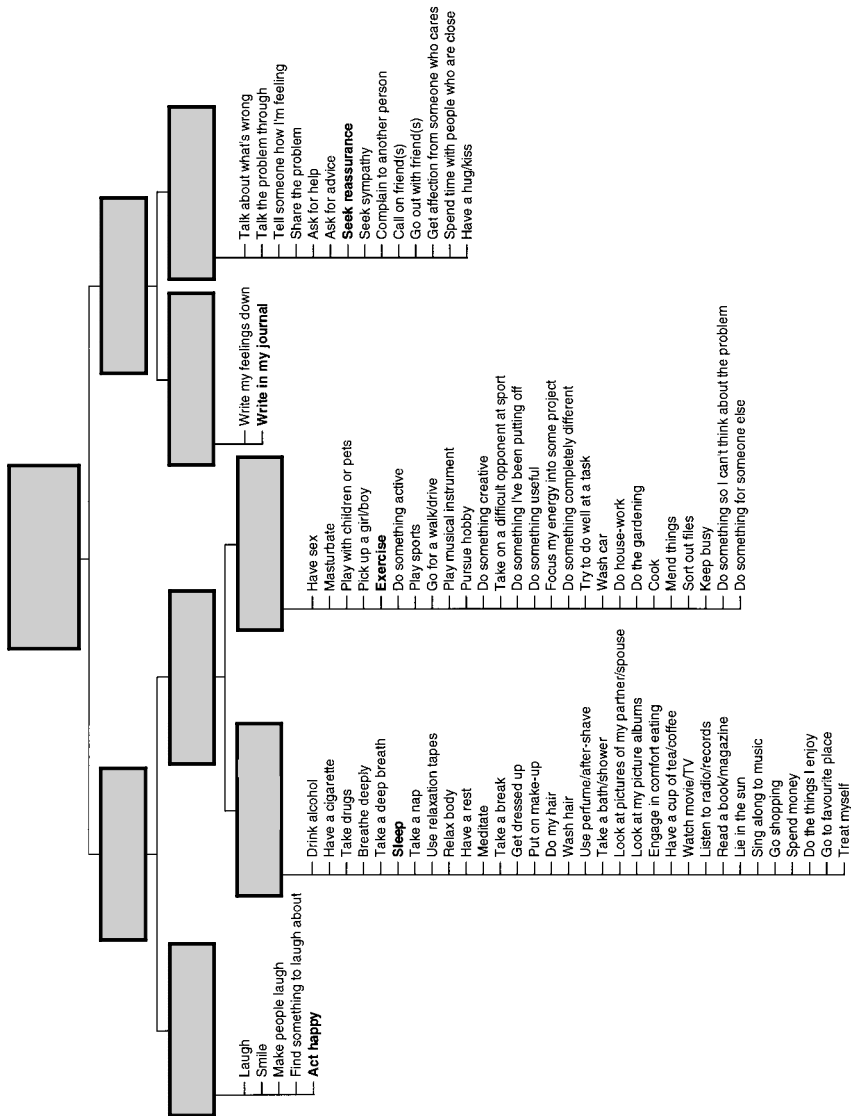 Laugh
Smile
Make people laugh
Find something to laugh about
Act happy
Drink alcohol
Have a cigarette
Take drugs
Breathe deeply
Take a deep breath
Sleep
Take a nap
Use relaxation tapes
Relax body
Have a rest
Meditate
Take a break
Get dressed up
Put on make-up
Do my hair
Wash hair
Use perfume/after-shave
Take a bath/shower
Look at pictures of my partner/spouse
Look at my picture albums
Engage in comfort eating
Have a cup of tea/coffee
Watch movie/TV
Listen to radio/records
Read a book/magazine
Lie in the sun
Sing along to music
Go shopping
Spend money
Do the things I enjoy
Go to favourite place
Treat myself
Have sex
Masturbate
Play with children or pets
Pick up a girl/boy
Exercise
Do something active
Play sports
Go for a walk/drive
Play musical instrument
Pursue hobby
Do something creative
Take on a difficult opponent at sport
Do something I've been putting off
Do something useful
Focus my energy into some project
Do something completely different
Try to do well at a task
Wash car
Do house-work
Do the gardening
Cook
Mend things
Sort out files
Keep busy
Do something so I can't think about the problem
Do something for someone else
Write my feelings down
Write in my journal
Talk about what's wrong
Talk the problem through
Tell someone how I'm feeling
Share the problem
Ask for help
Ask for advice
Seek reassurance
Seek sympathy
Complain to another person
Call on friend(s)
Go out with friend(s)
Get affection from someone who cares
Spend time with people who are close
Have a hug/kiss